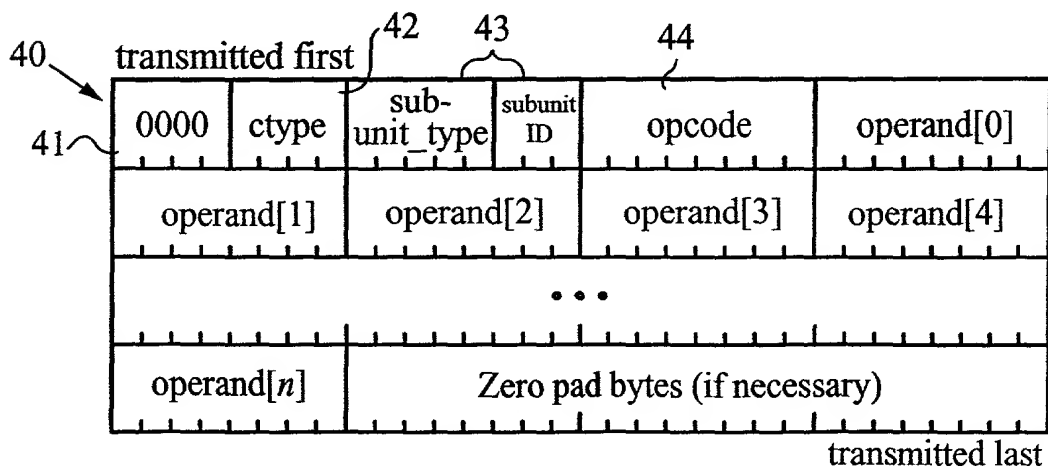 42 43 44
40 transmitted first
0000 ctype sub-unit_type subunit ID opcode operand[0]
41
operand[1] operand[2] operand[3] operand[4]
• • •
operand[n] Zero pad bytes (if necessary)
transmitted last